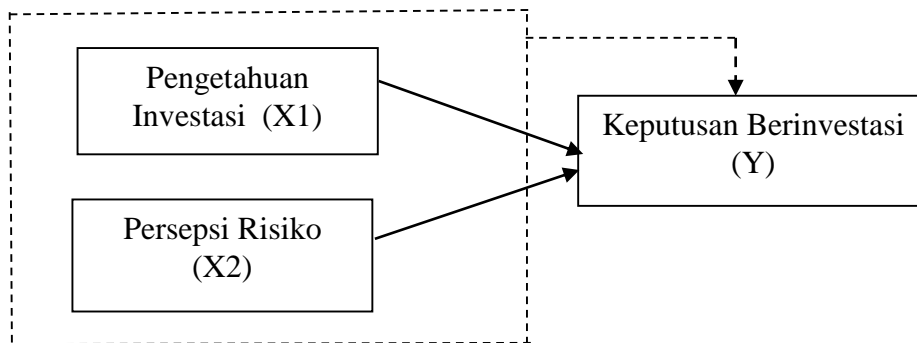 Pengetahuan
Investasi  (X1)
Keputusan Berinvestasi
(Y)
Persepsi Risiko
(X2)